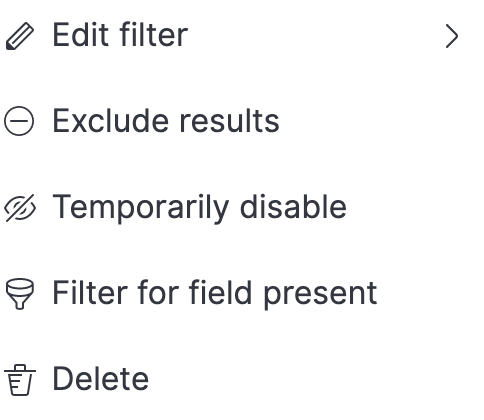 Edit filter
Exclude results
Temporarily disable
Filter for field present
Delete